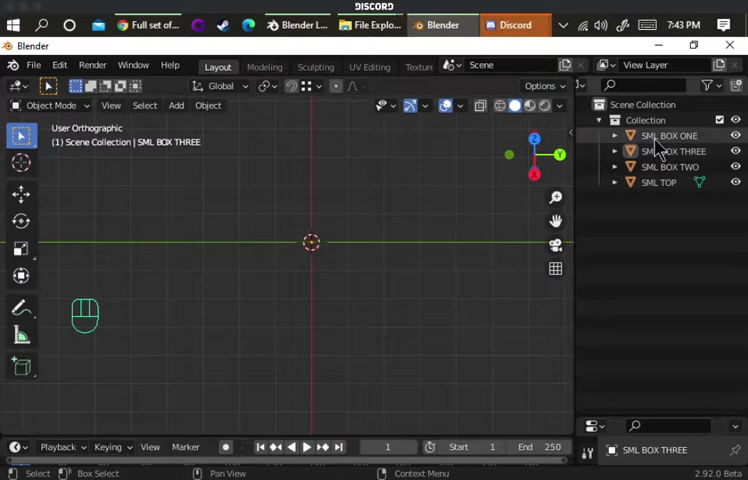 DISCORD
Full set of...
SML
Blender L...
File Explo...
Blender
Discord
7:43 PM
Blender
File Edit Render Window Help
Layout Modeling Sculpting UV Editing Textur
Scene
View Layer
Global
Options
Object Mode View Select Add Object
User Orthographic
(1) Scene Collection | SML BOX THREE
Z
Y
X
Scene Collection
Collection
SML BOX ONE
SML BOX THREE
SML BOX TWO
SML TOP
Playback Keying View Marker
1
Start 1
End 250
SML BOX THREE
Select Box Select Pan View Context Menu 2.92.0 Beta